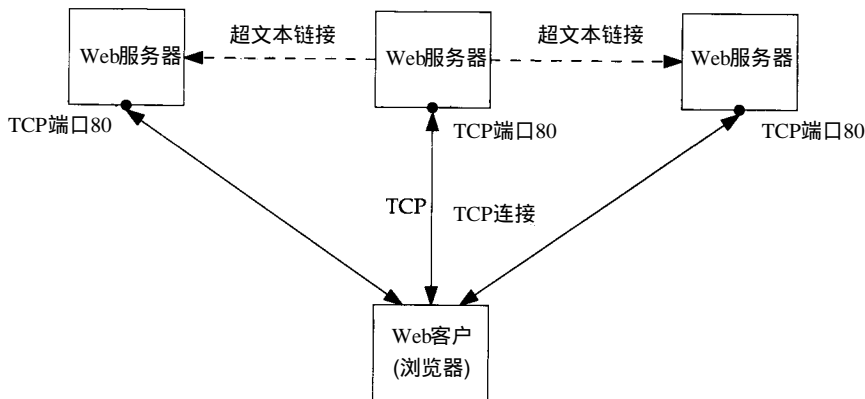 超文本链接
超文本链接
Web服务器
Web服务器
Web服务器
TCP端口80
TCP端口80
TCP端口80
TCP
TCP连接
Web客户
(浏览器)